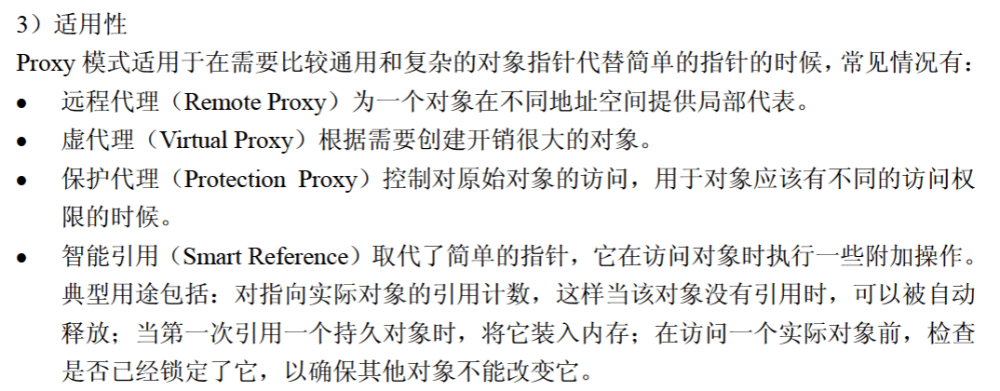 3）适用性
Proxy 模式适用于在需要比较通用和复杂的对象指针代替简单的指针的时候，常见情况有：
● 远程代理（Remote Proxy）为一个对象在不同地址空间提供局部代表。
● 虚代理（Virtual Proxy）根据需要创建开销很大的对象。
● 保护代理（Protection Proxy）控制对原始对象的访问，用于对象应该有不同的访问权
限的时候。
● 智能引用（Smart Reference）取代了简单的指针，它在访问对象时执行一些附加操作。
典型用途包括：对指向实际对象的引用计数，这样当该对象没有引用时，可以被自动
释放；当第一次引用一个持久对象时，将它装入内存；在访问一个实际对象前，检查
是否已经锁定了它，以确保其他对象不能改变它。